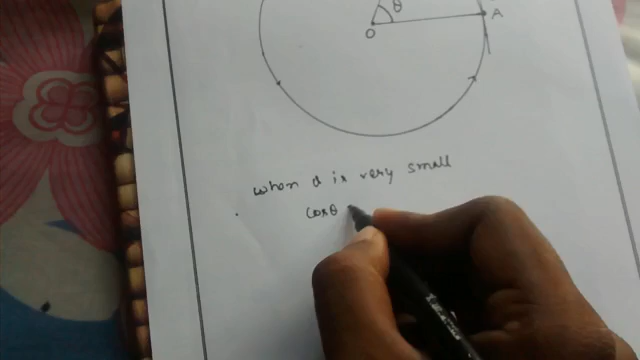 θ
O
A
when θ is very small
cosθ